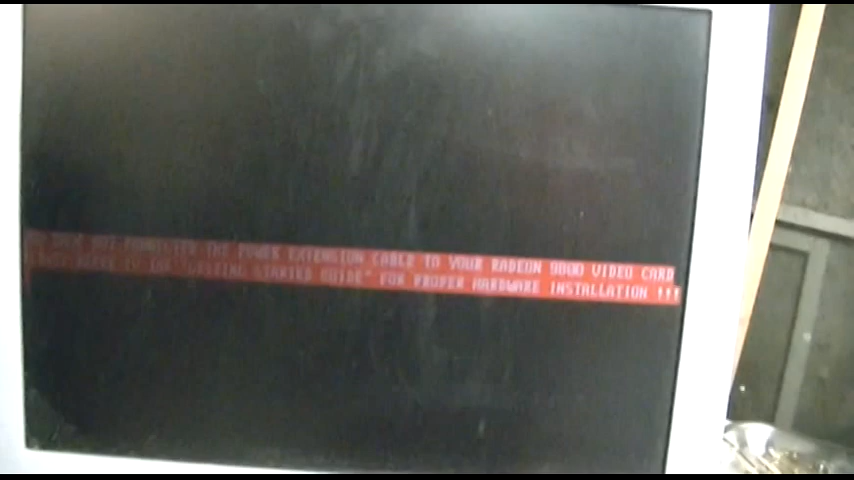 THE POWER EXTENSION CABLE TO YOUR RADEON 9800 VIDEO CARD
"GETTING STARTED GUIDE" FOR PROPER HARDWARE INSTALLATION !!!